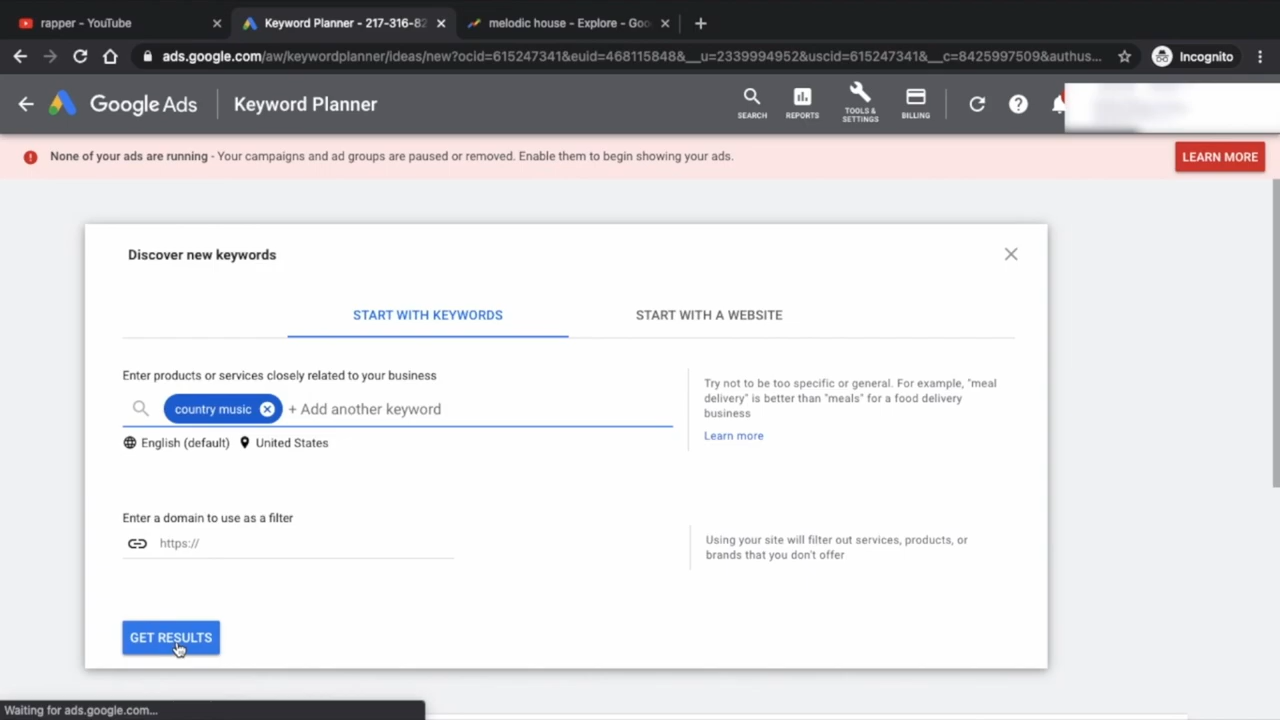 rapper - YouTube
Keyword Planner - 217-316-82
melodic house - Explore - Goo
ads.google.com/aw/keywordplanner/ideas/new?ocid=615247341&euid=468115848&__u=2339994952&uscid=615247341&__c=8425997509&authus...
Incognito
Google Ads
Keyword Planner
SEARCH
REPORTS
TOOLS & SETTINGS
BILLING
None of your ads are running - Your campaigns and ad groups are paused or removed. Enable them to begin showing your ads.
LEARN MORE
Discover new keywords
START WITH KEYWORDS
START WITH A WEBSITE
Enter products or services closely related to your business
country music
+ Add another keyword
English (default)
United States
Try not to be too specific or general. For example, "meal
delivery" is better than "meals" for a food delivery
business
Learn more
Enter a domain to use as a filter
https://
Using your site will filter out services, products, or
brands that you don't offer
GET RESULTS
Waiting for ads.google.com...